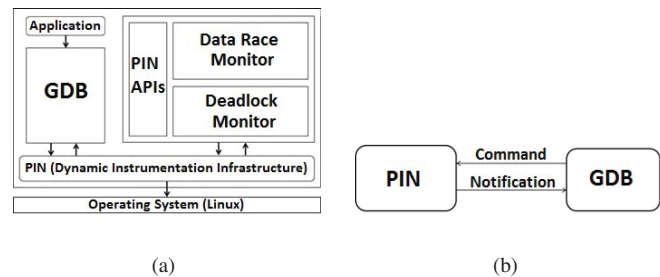 Application
GDB
PIN
APIs
Data Race
Monitor
Deadlock
Monitor
PIN (Dynamic Instrumentation Infrastructure)
Operating System (Linux)
(a)
PIN
Command
Notification
GDB
(b)